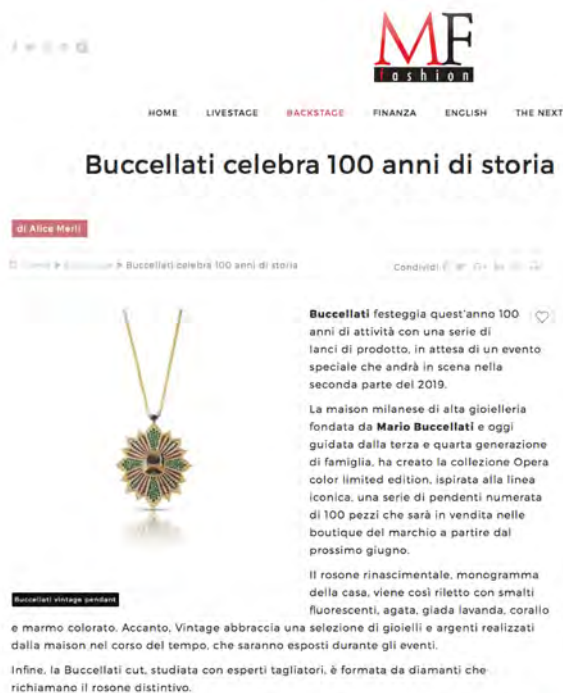 MF
fashion
HOME LIVESTAGE BACKSTAGE FINANZA ENGLISH THE NEXT
Buccellati celebra 100 anni di storia
di Alice Merli
> Buccellati celebra 100 anni di storia
Condividi
Buccellati festeggia quest'anno 100
anni di attività con una serie di
lanci di prodotto, in attesa di un evento
speciale che andrà in scena nella
seconda parte del 2019.
La maison milanese di alta gioielleria
fondata da Mario Buccellati e oggi
guidata dalla terza e quarta generazione
di famiglia, ha creato la collezione Opera
color limited edition, ispirata alla linea
iconica, una serie di pendenti numerata
di 100 pezzi che sarà in vendita nelle
boutique del marchio a partire dal
prossimo giugno.
Il rosone rinascimentale, monogramma
della casa, viene così riletto con smalti
fluorescenti, agata, giada lavanda, corallo
Buccellati vintage pendant
e marmo colorato. Accanto, Vintage abbraccia una selezione di gioielli e argenti realizzati
dalla maison nel corso del tempo, che saranno esposti durante gli eventi.
Infine, la Buccellati cut, studiata con esperti tagliatori, è formata da diamanti che
richiamano il rosone distintivo.